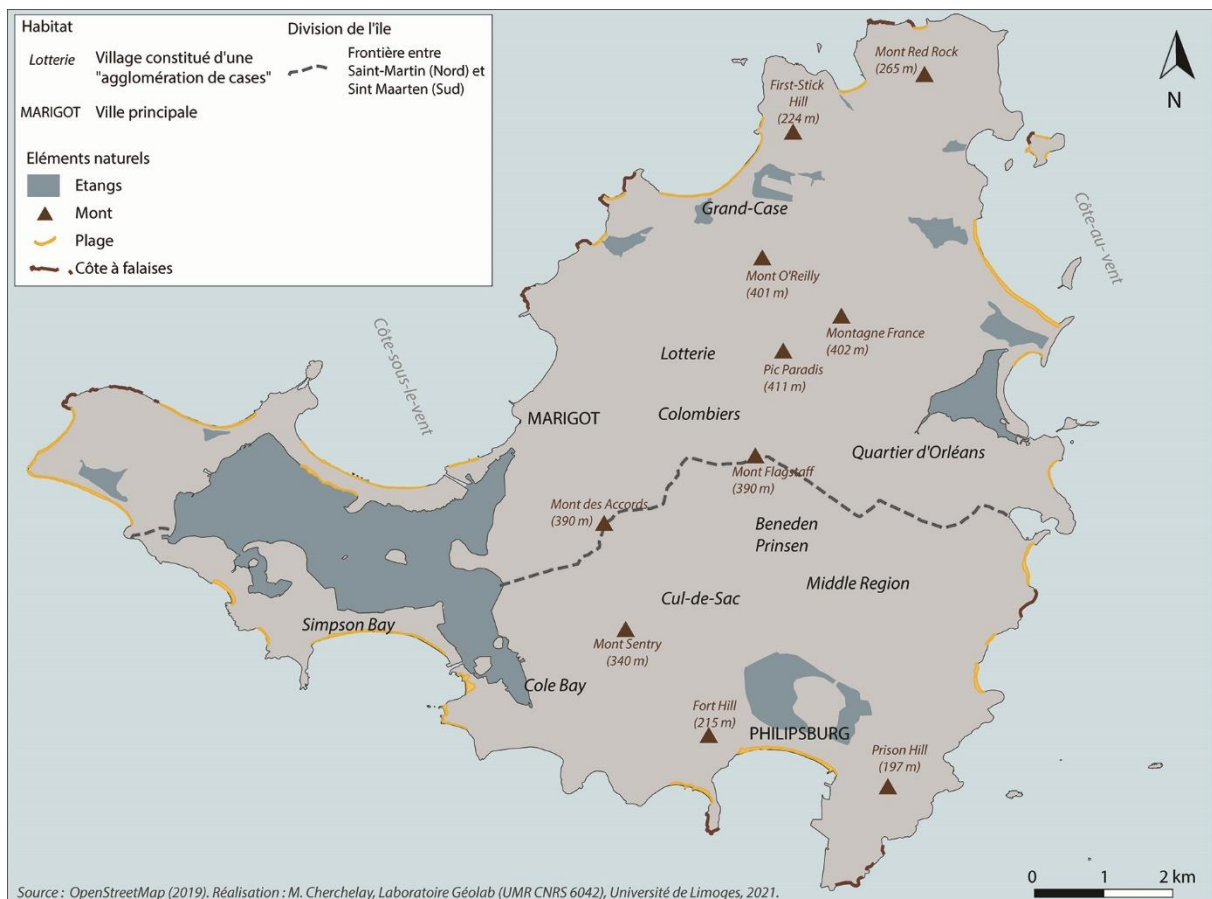 Habitat
Lotterie
Village constitué d'une
"agglomération de cases"
MARIGOT
Ville principale
Division de l'île
Frontière entre
Saint-Martin (Nord) et
Sint Maarten (Sud)
Eléments naturels
Etangs
Mont
Plage
Côte à falaises
N
Mont Red Rock
(265 m)
First-Stick
Hill
(224 m)
Grand-Case
Côte-au-vent
Mont O'Reilly
(401 m)
Montagne France
(402 m)
Côte-sous-le-vent
Lotterie
Pic Paradis
(411 m)
MARIGOT
Colombiers
Quartier d'Orléans
Mont Flagstaff
(390 m)
Mont des Accords
(390 m)
Beneden
Prinsen
Middle Region
Cul-de-Sac
Simpson Bay
Mont Sentry
(340 m)
Cole Bay
Fort Hill
(215 m)
PHILIPSBURG
Prison Hill
(197 m)
0 1 2 km
Source : OpenStreetMap (2019). Réalisation : M. Cherchelay, Laboratoire Géolab (UMR CNRS 6042), Université de Limoges, 2021.